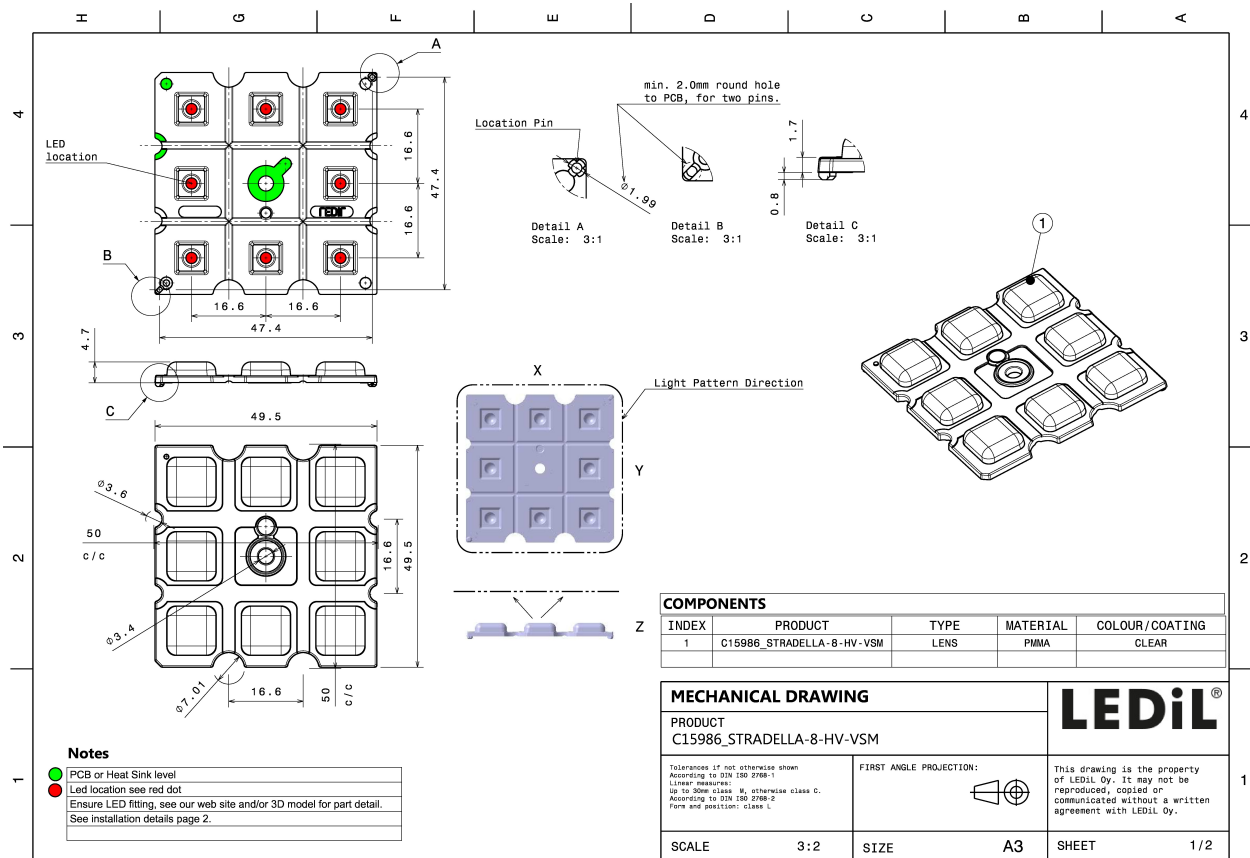 H G F E D C B A
4
4
3
3
2
2
1
1
A
LED
location
16.6
16.6
47.4
LEDiL
B
16.6 16.6
47.4
4.7
C
49.5
⌀3.6
50
c/c
16.6
49.5
⌀3.4
⌀7.01
16.6
50
c/c
min. 2.0mm round hole
to PCB, for two pins.
Location Pin
⌀1.99
1.7
0.8
Detail A
Scale: 3:1
Detail B
Scale: 3:1
Detail C
Scale: 3:1
1
X
Light Pattern Direction
Y
Z
Notes
PCB or Heat Sink level
Led location see red dot
Ensure LED fitting, see our web site and/or 3D model for part detail.
See installation details page 2.
COMPONENTS
INDEX PRODUCT TYPE MATERIAL COLOUR/COATING
1 C15986_STRADELLA-8-HV-VSM LENS PMMA CLEAR
MECHANICAL DRAWING
PRODUCT
C15986_STRADELLA-8-HV-VSM
LEDiL®
Tolerances if not otherwise shown
According to DIN ISO 2768-1
Linear measures:
Up to 30mm class M, otherwise class C.
According to DIN ISO 2768-2
Form and position: class L
FIRST ANGLE PROJECTION:
This drawing is the property
of LEDiL Oy. It may not be
reproduced, copied or
communicated without a written
agreement with LEDiL Oy.
SCALE 3:2 SIZE A3 SHEET 1/2